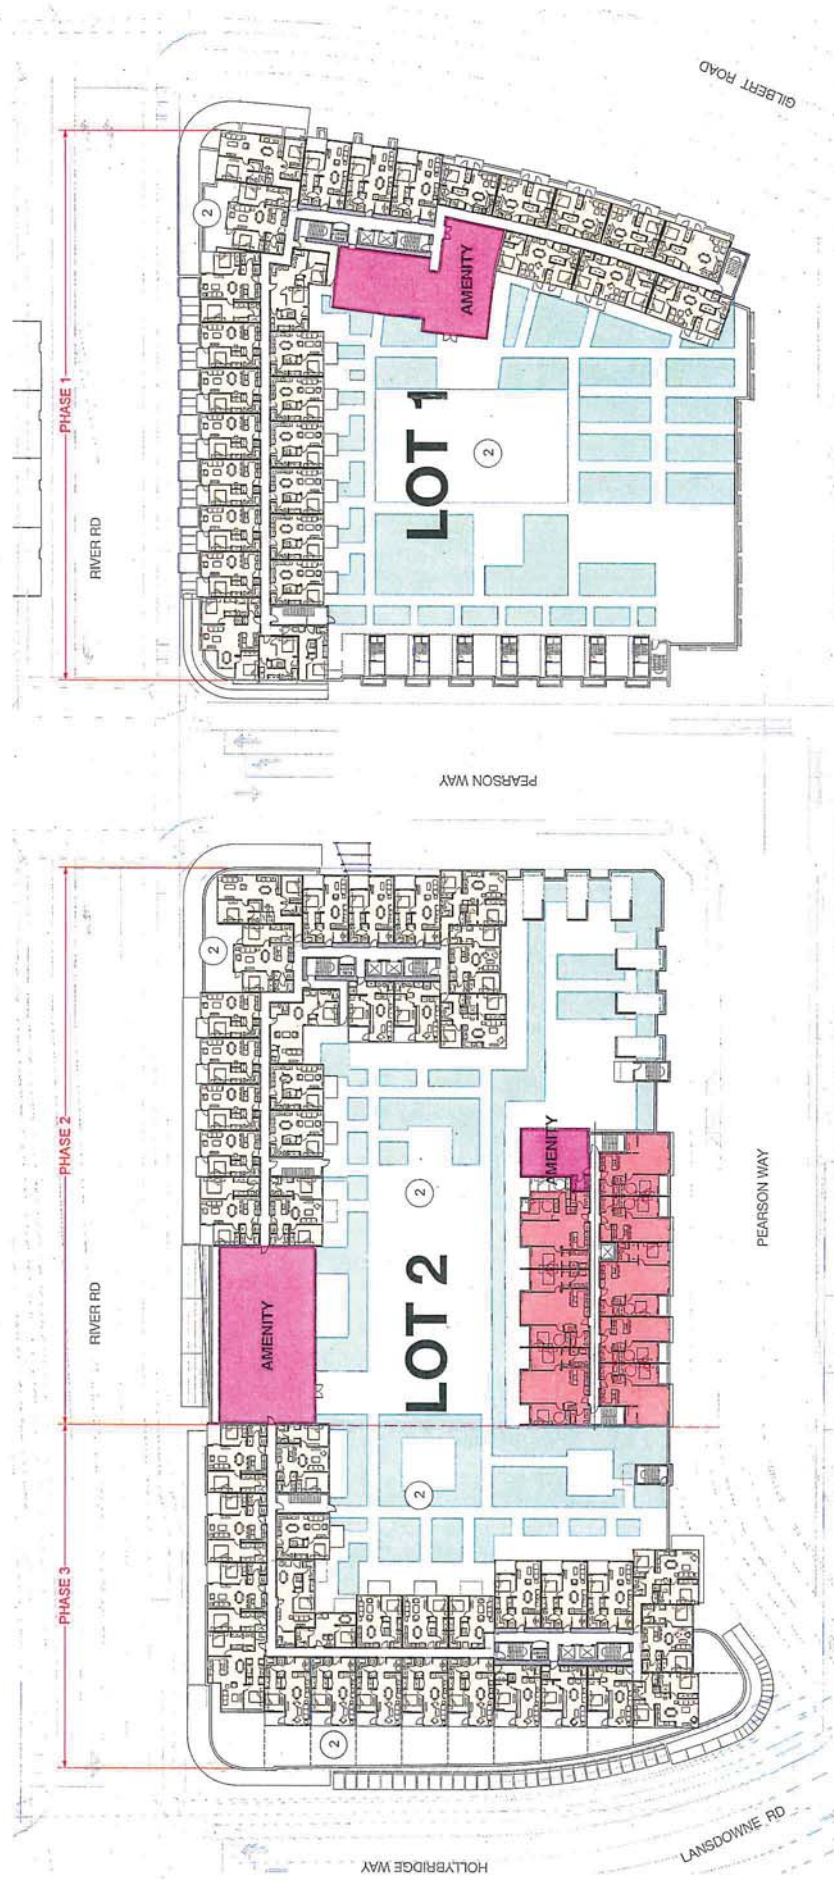 GILBERT ROAD
2
PHASE 1
RIVER RD
AMENITY
LOT 1
2
PEARSON WAY
2
PHASE 2
RIVER RD
AMENITY
2
AMENITY
PEARSON WAY
LOT 2
PHASE 3
2
2
HOLLYBRIDGE WAY
LANSDOWNE RD